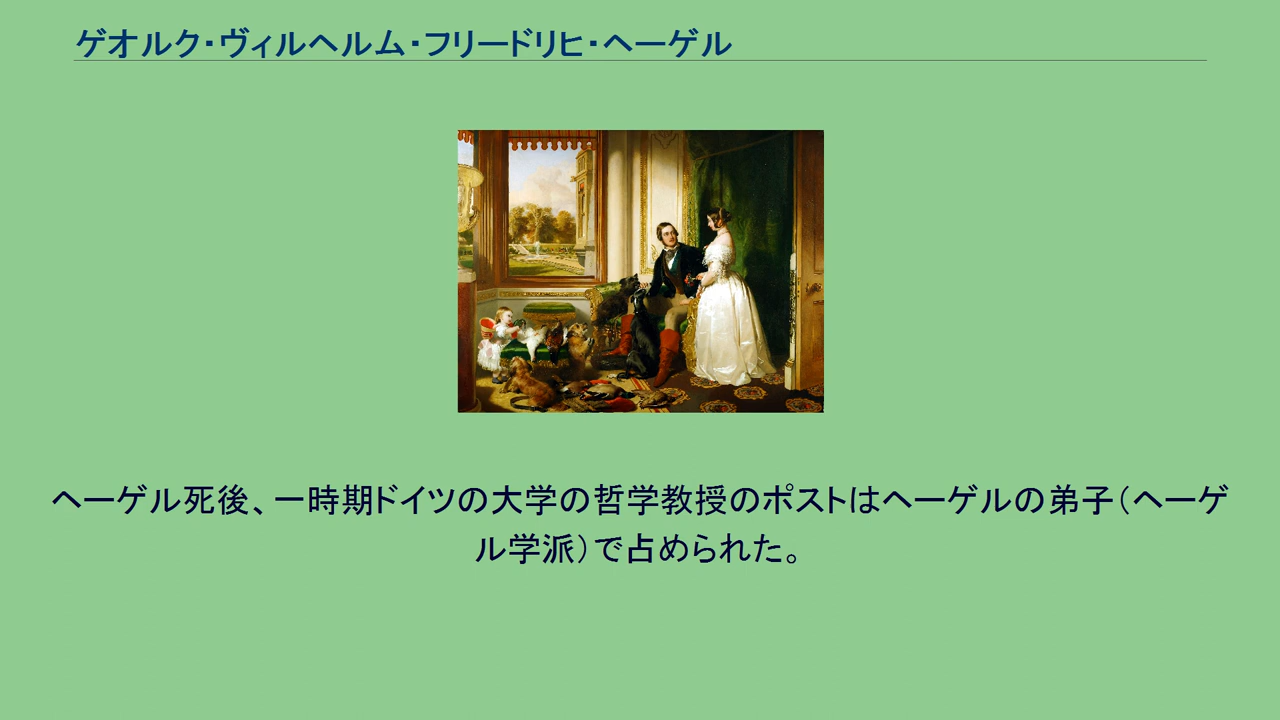 ゲオルク・ヴィルヘルム・フリードリヒ・ヘーゲル
ヘーゲル死後、一時期ドイツの大学の哲学教授のポストはヘーゲルの弟子（ヘーゲ
ル学派）で占められた。